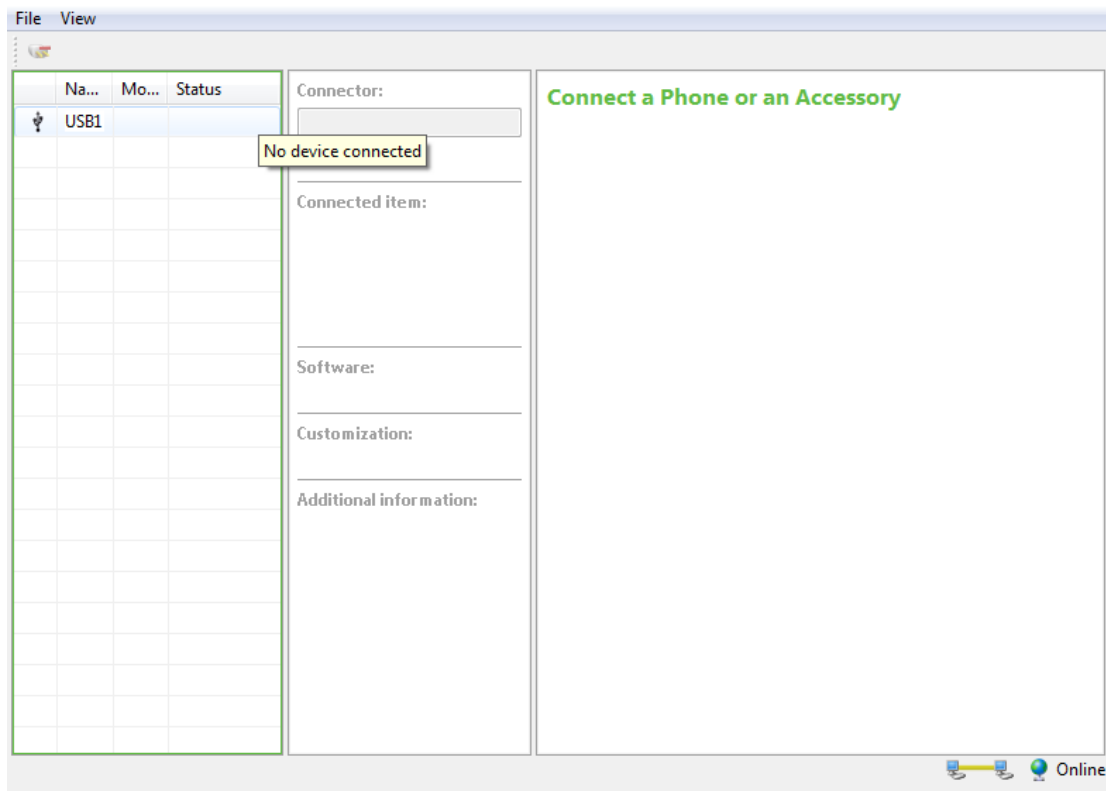 File View
Na... Mo... Status
USB1
No device connected
Connector:
Connected item:
Software:
Customization:
Additional information:
Connect a Phone or an Accessory
Online